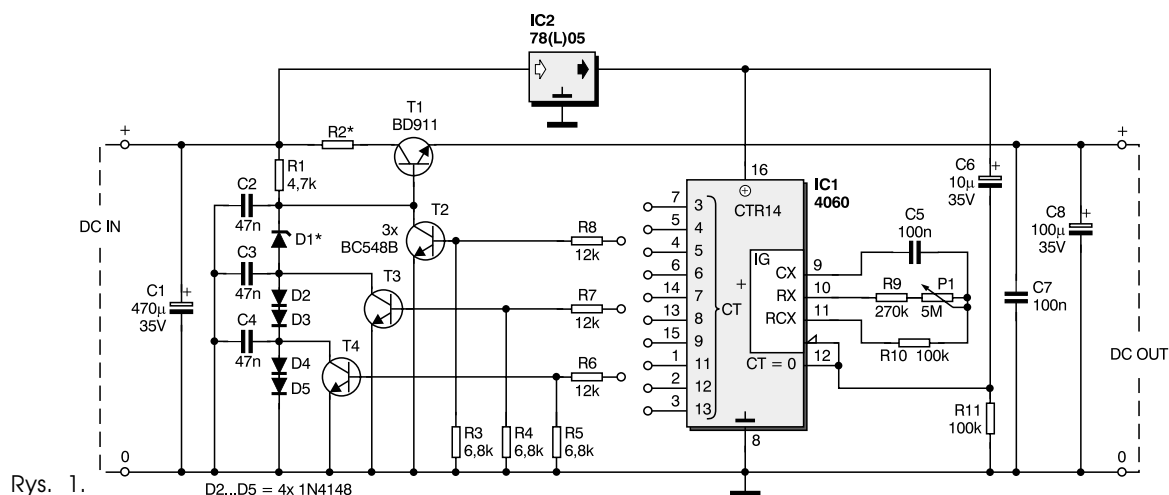 IC2
78(L)05
T1
BD911
+
R2*
+
R1
4,7k
16
C6
10µ
35V
+
IC1
4060
C2
47n
T2
7
3
CTR14
C5
100n
C8
100µ
35V
+
DC IN
D1*
3x
BC548B
R8
12k
5
4
4
5
IG
CX
9
C3
47n
T3
6
6
+
RX
10
R9
270k
P1
5M
C1
470µ
35V
+
D2
D3
R7
12k
14
7
CT
RCX
11
C7
100n
13
8
C4
47n
T4
15
9
12
R10
100k
DC OUT
D4
D5
R6
12k
1
11
CT = 0
2
12
3
13
R11
100k
R3
6,8k
R4
6,8k
R5
6,8k
8
0
0
Rys. 1.
D2...D5 = 4x 1N4148